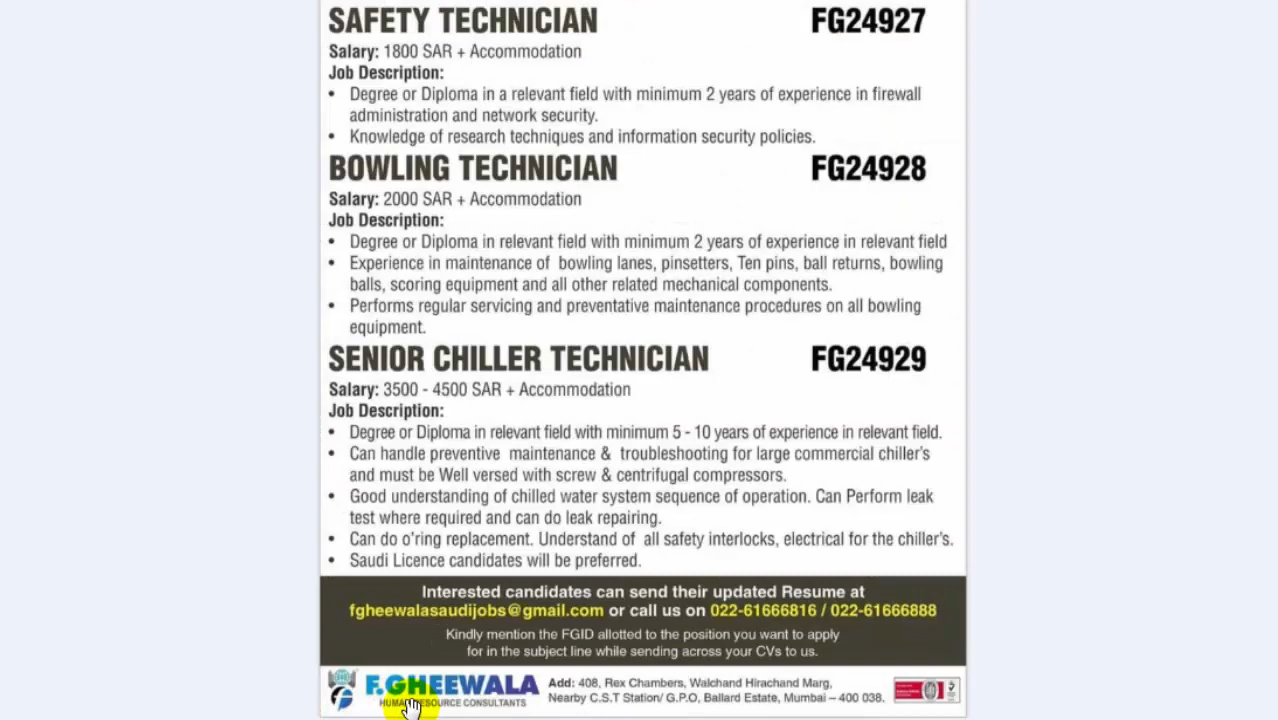 SAFETY TECHNICIAN FG24927
Salary: 1800 SAR + Accommodation
Job Description:
• Degree or Diploma in a relevant field with minimum 2 years of experience in firewall
administration and network security.
• Knowledge of research techniques and information security policies.
BOWLING TECHNICIAN FG24928
Salary: 2000 SAR + Accommodation
Job Description:
• Degree or Diploma in relevant field with minimum 2 years of experience in relevant field
• Experience in maintenance of bowling lanes, pinsetters, Ten pins, ball returns, bowling
balls, scoring equipment and all other related mechanical components.
• Performs regular servicing and preventative maintenance procedures on all bowling
equipment.
SENIOR CHILLER TECHNICIAN FG24929
Salary: 3500 - 4500 SAR + Accommodation
Job Description:
• Degree or Diploma in relevant field with minimum 5 - 10 years of experience in relevant field.
• Can handle preventive maintenance & troubleshooting for large commercial chiller's
and must be Well versed with screw & centrifugal compressors.
• Good understanding of chilled water system sequence of operation. Can Perform leak
test where required and can do leak repairing.
• Can do o'ring replacement. Understand of all safety interlocks, electrical for the chiller's.
• Saudi Licence candidates will be preferred.
Interested candidates can send their updated Resume at
fgheewalasaudijobs@gmail.com or call us on 022-61666816 / 022-61666888
Kindly mention the FGID allotted to the position you want to apply
for in the subject line while sending across your CVs to us.
F.GHEEWALA
HUMAN RESOURCE CONSULTANTS
Add: 408, Rex Chambers, Walchand Hirachand Marg,
Nearby C.S.T Station/ G.P.O, Ballard Estate, Mumbai – 400 038.